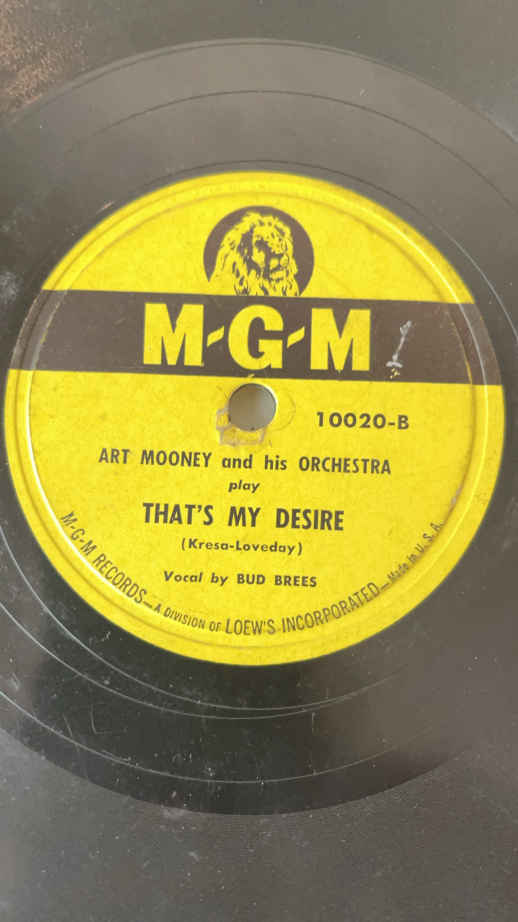 M-G-M
10020-B
ART MOONEY and his ORCHESTRA
play
THAT'S MY DESIRE
(Kresa-Loveday)
Vocal by BUD BREES
M-G-M RECORDS—A DIVISION OF LOEW'S INCORPORATED—Made in U.S.A.